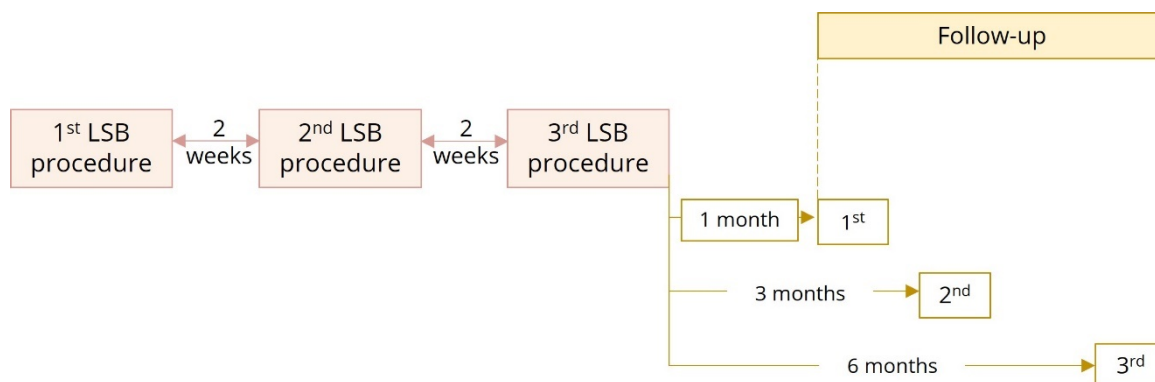 Follow-up
1st LSB
procedure
2
weeks
2nd LSB
procedure
2
weeks
3rd LSB
procedure
1 month
1st
3 months
2nd
6 months
3rd